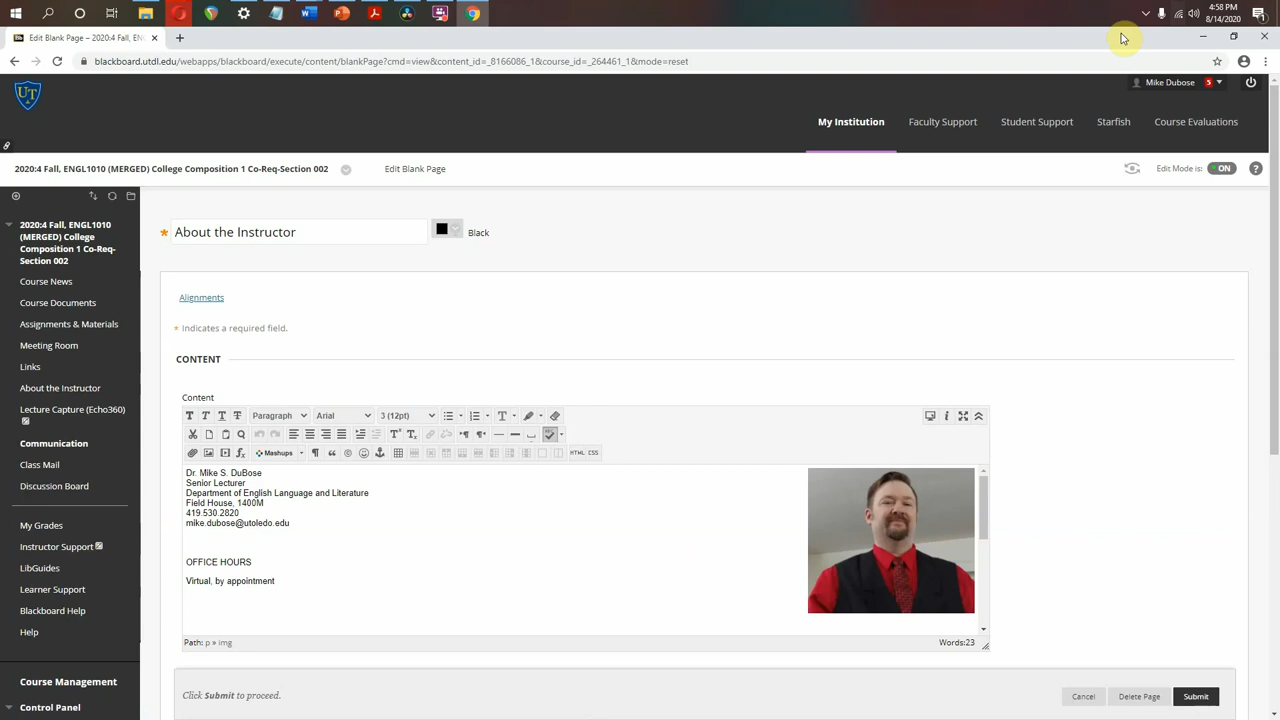 4:58 PM
8/14/2020
Edit Blank Page – 2020:4 Fall, EN
blackboard.utdl.edu/webapps/blackboard/execute/content/blankPage?cmd=view&content_id=_8166086_1&course_id=_264461_1&mode=reset
UT
Mike Dubose 5
My Institution Faculty Support Student Support Starfish Course Evaluations
2020:4 Fall, ENGL1010 (MERGED) College Composition 1 Co-Req-Section 002 Edit Blank Page Edit Mode is: ON ?
2020:4 Fall, ENGL1010
(MERGED) College
Composition 1 Co-Req-
Section 002
Course News
Course Documents
Assignments & Materials
Meeting Room
Links
About the Instructor
Lecture Capture (Echo360)
Communication
Class Mail
Discussion Board
My Grades
Instructor Support
LibGuides
Learner Support
Blackboard Help
Help
Course Management
Control Panel
* About the Instructor Black
Alignments
* Indicates a required field.
CONTENT
Content
T T T T Paragraph Arial 3 (12pt)
Mashups HTML CSS
Dr. Mike S. DuBose
Senior Lecturer
Department of English Language and Literature
Field House, 1400M
419.530.2820
mike.dubose@utoledo.edu
OFFICE HOURS
Virtual, by appointment
Path: p » img Words:23
Click Submit to proceed. Cancel Delete Page Submit